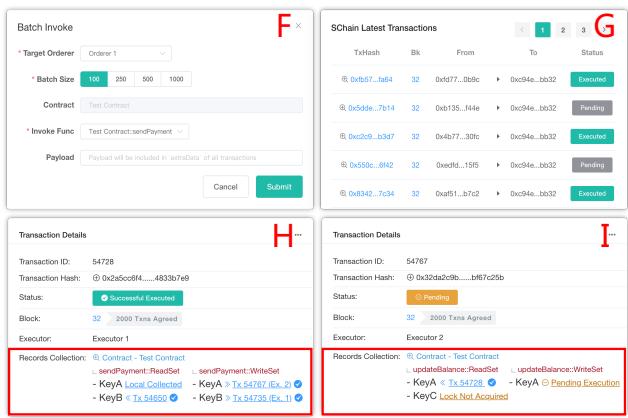 Batch Invoke
F
×
* Target Orderer
Orderer 1
* Batch Size
100 250 500 1000
Contract
Test Contract
* Invoke Func
Test Contract::sendPayment
Payload
Payload will be included in `extraData` of all transactions
Cancel Submit
SChain Latest Transactions
< 1 2 3 >
G
TxHash Bk From To Status
0xfb57...fa64 32 0xfd77...0b9c 0xc94e...bb32 Executed
0x5dde...7b14 32 0xb135...f44e 0xc94e...bb32 Pending
0xc2c9...b3d7 32 0x4b77...30fc 0xc94e...bb32 Executed
0x550c...6f42 32 0xedfd...15f5 0xc94e...bb32 Pending
0x8342...7c34 32 0xaf51...b7c2 0xc94e...bb32 Executed
Transaction Details
H
...
Transaction ID: 54728
Transaction Hash: 0x2a5cc6f4......4833b7e9
Status: Successful Executed
Block: 32 2000 Txns Agreed
Executor: Executor 1
Records Collection: Contract - Test Contract
sendPayment::ReadSet sendPayment::WriteSet
- KeyA Local Collected - KeyA » Tx 54767 (Ex. 2)
- KeyB « Tx 54650 - KeyB » Tx 54735 (Ex. 1)
Transaction Details
I
...
Transaction ID: 54767
Transaction Hash: 0x32da2c9b......bf67c25b
Status: Pending
Block: 32 2000 Txns Agreed
Executor: Executor 2
Records Collection: Contract - Test Contract
updateBalance::ReadSet updateBalance::WriteSet
- KeyA « Tx 54728 - KeyA Pending Execution
- KeyC Lock Not Acquired